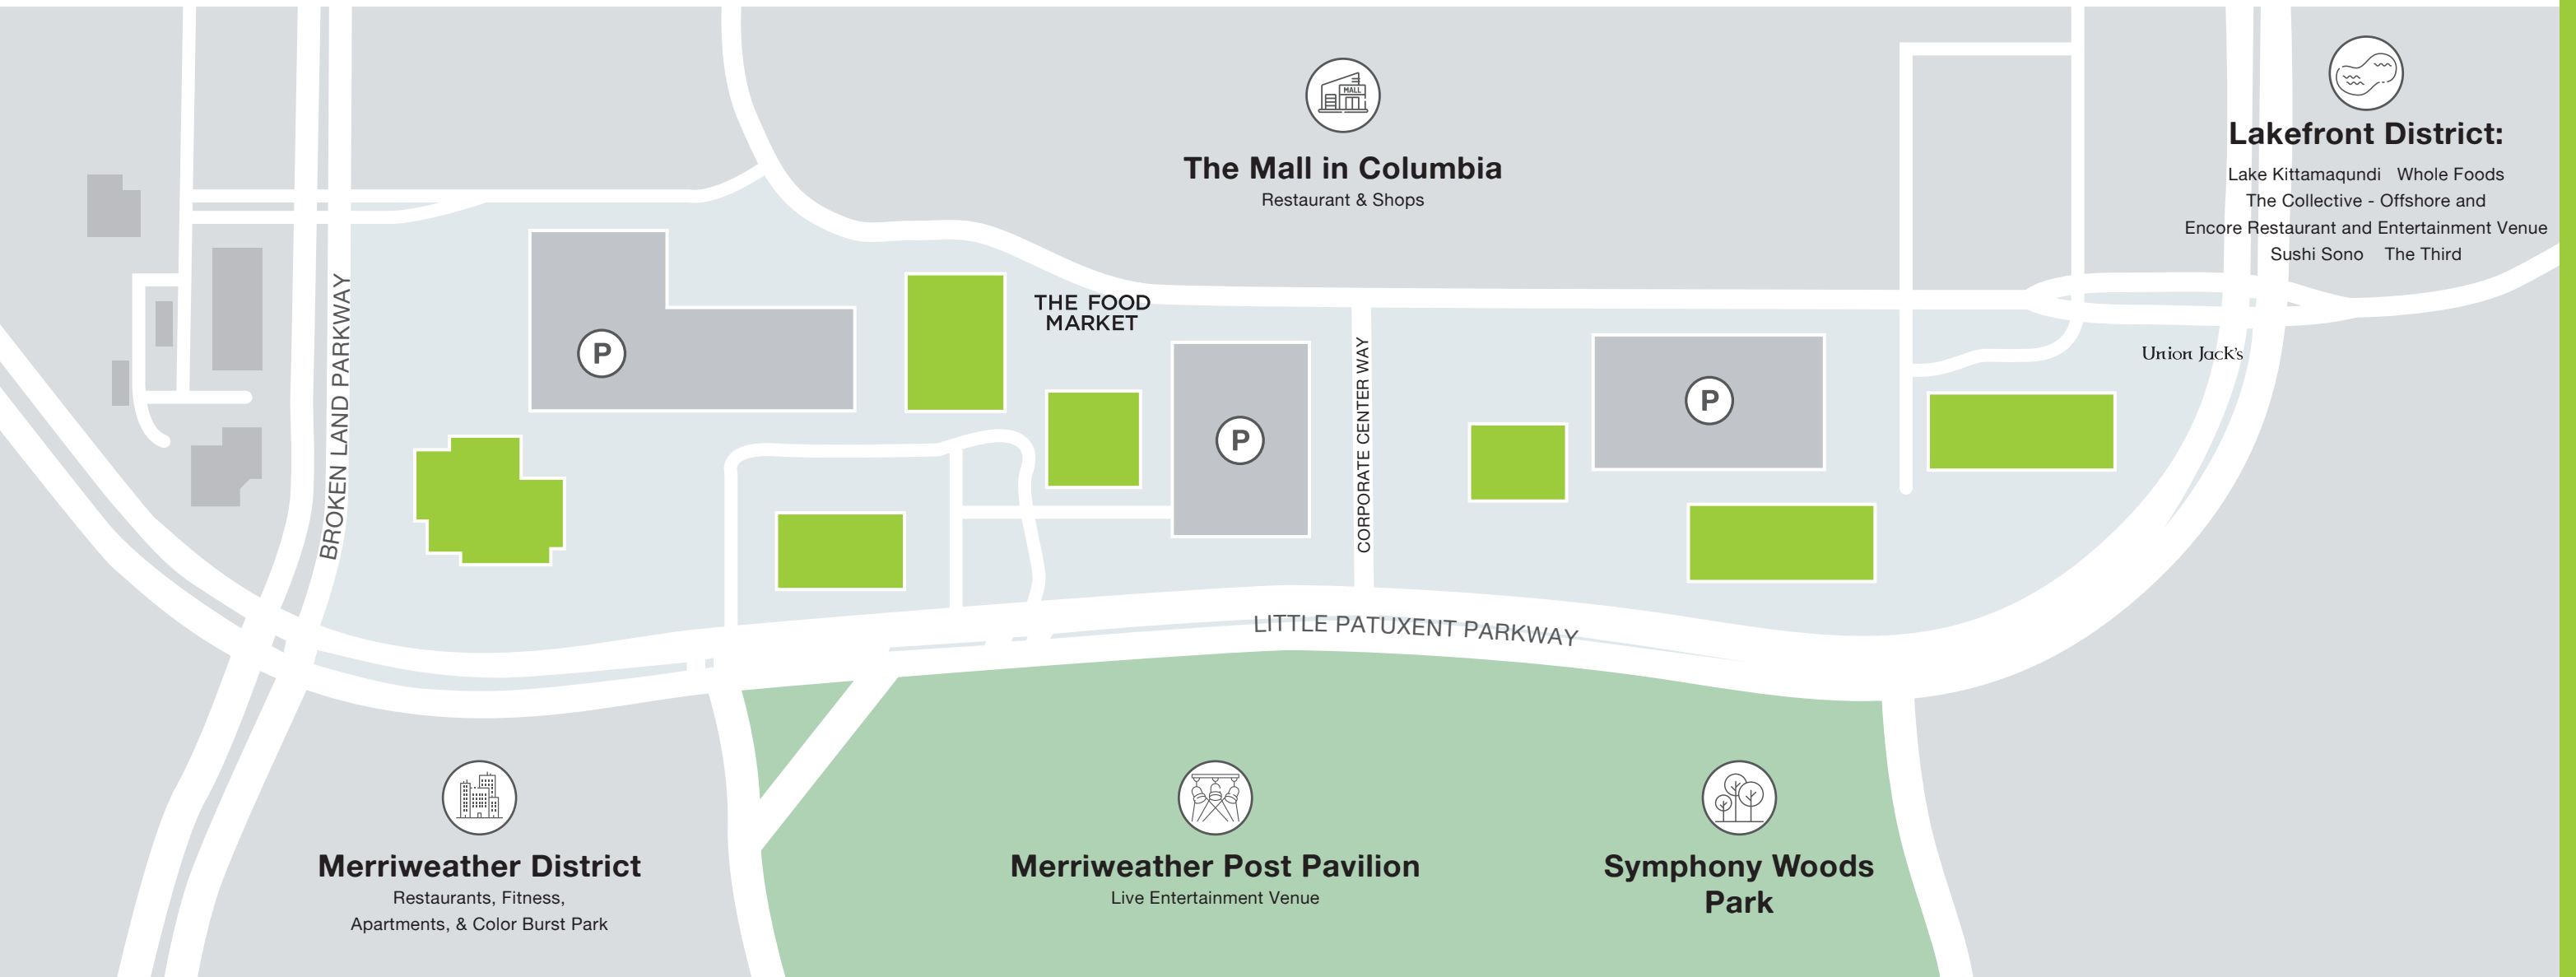 MALL
The Mall in Columbia
Restaurant & Shops
Lakefront District:
Lake Kittamaqundi Whole Foods
The Collective - Offshore and
Encore Restaurant and Entertainment Venue
Sushi Sono The Third
BROKEN LAND PARKWAY
P
THE FOOD
MARKET
P
CORPORATE CENTER WAY
P
Union Jack's
LITTLE PATUXENT PARKWAY
Merriweather District
Restaurants, Fitness,
Apartments, & Color Burst Park
Merriweather Post Pavilion
Live Entertainment Venue
Symphony Woods
Park